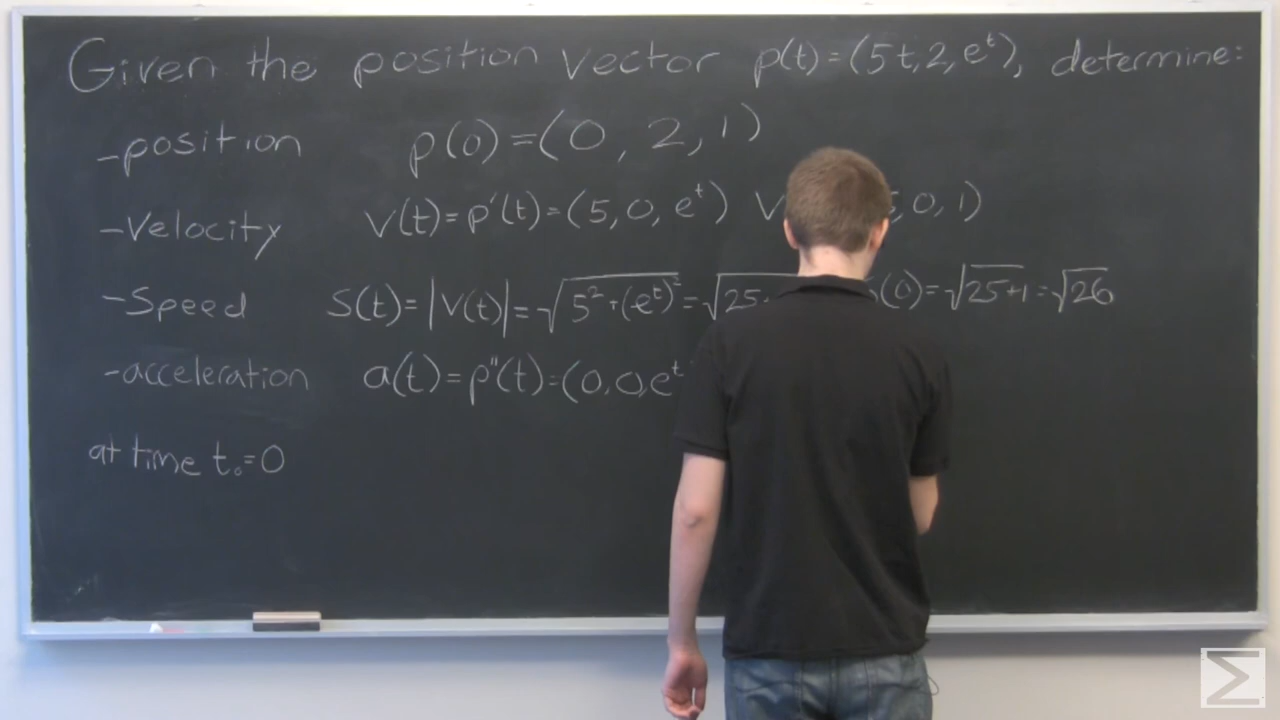 Given the position vector p(t)=(5t,2,e^t), determine:
-position p(0)=(0,2,1)
-Velocity V(t)=p'(t)=(5,0,e^t) V ,0,1)
-Speed S(t)=|V(t)|=√5²+(e^t)²=√25 (0)=√25+1=√26
-acceleration a(t)=p"(t)=(0,0,e^t
at time t₀=0
Σ